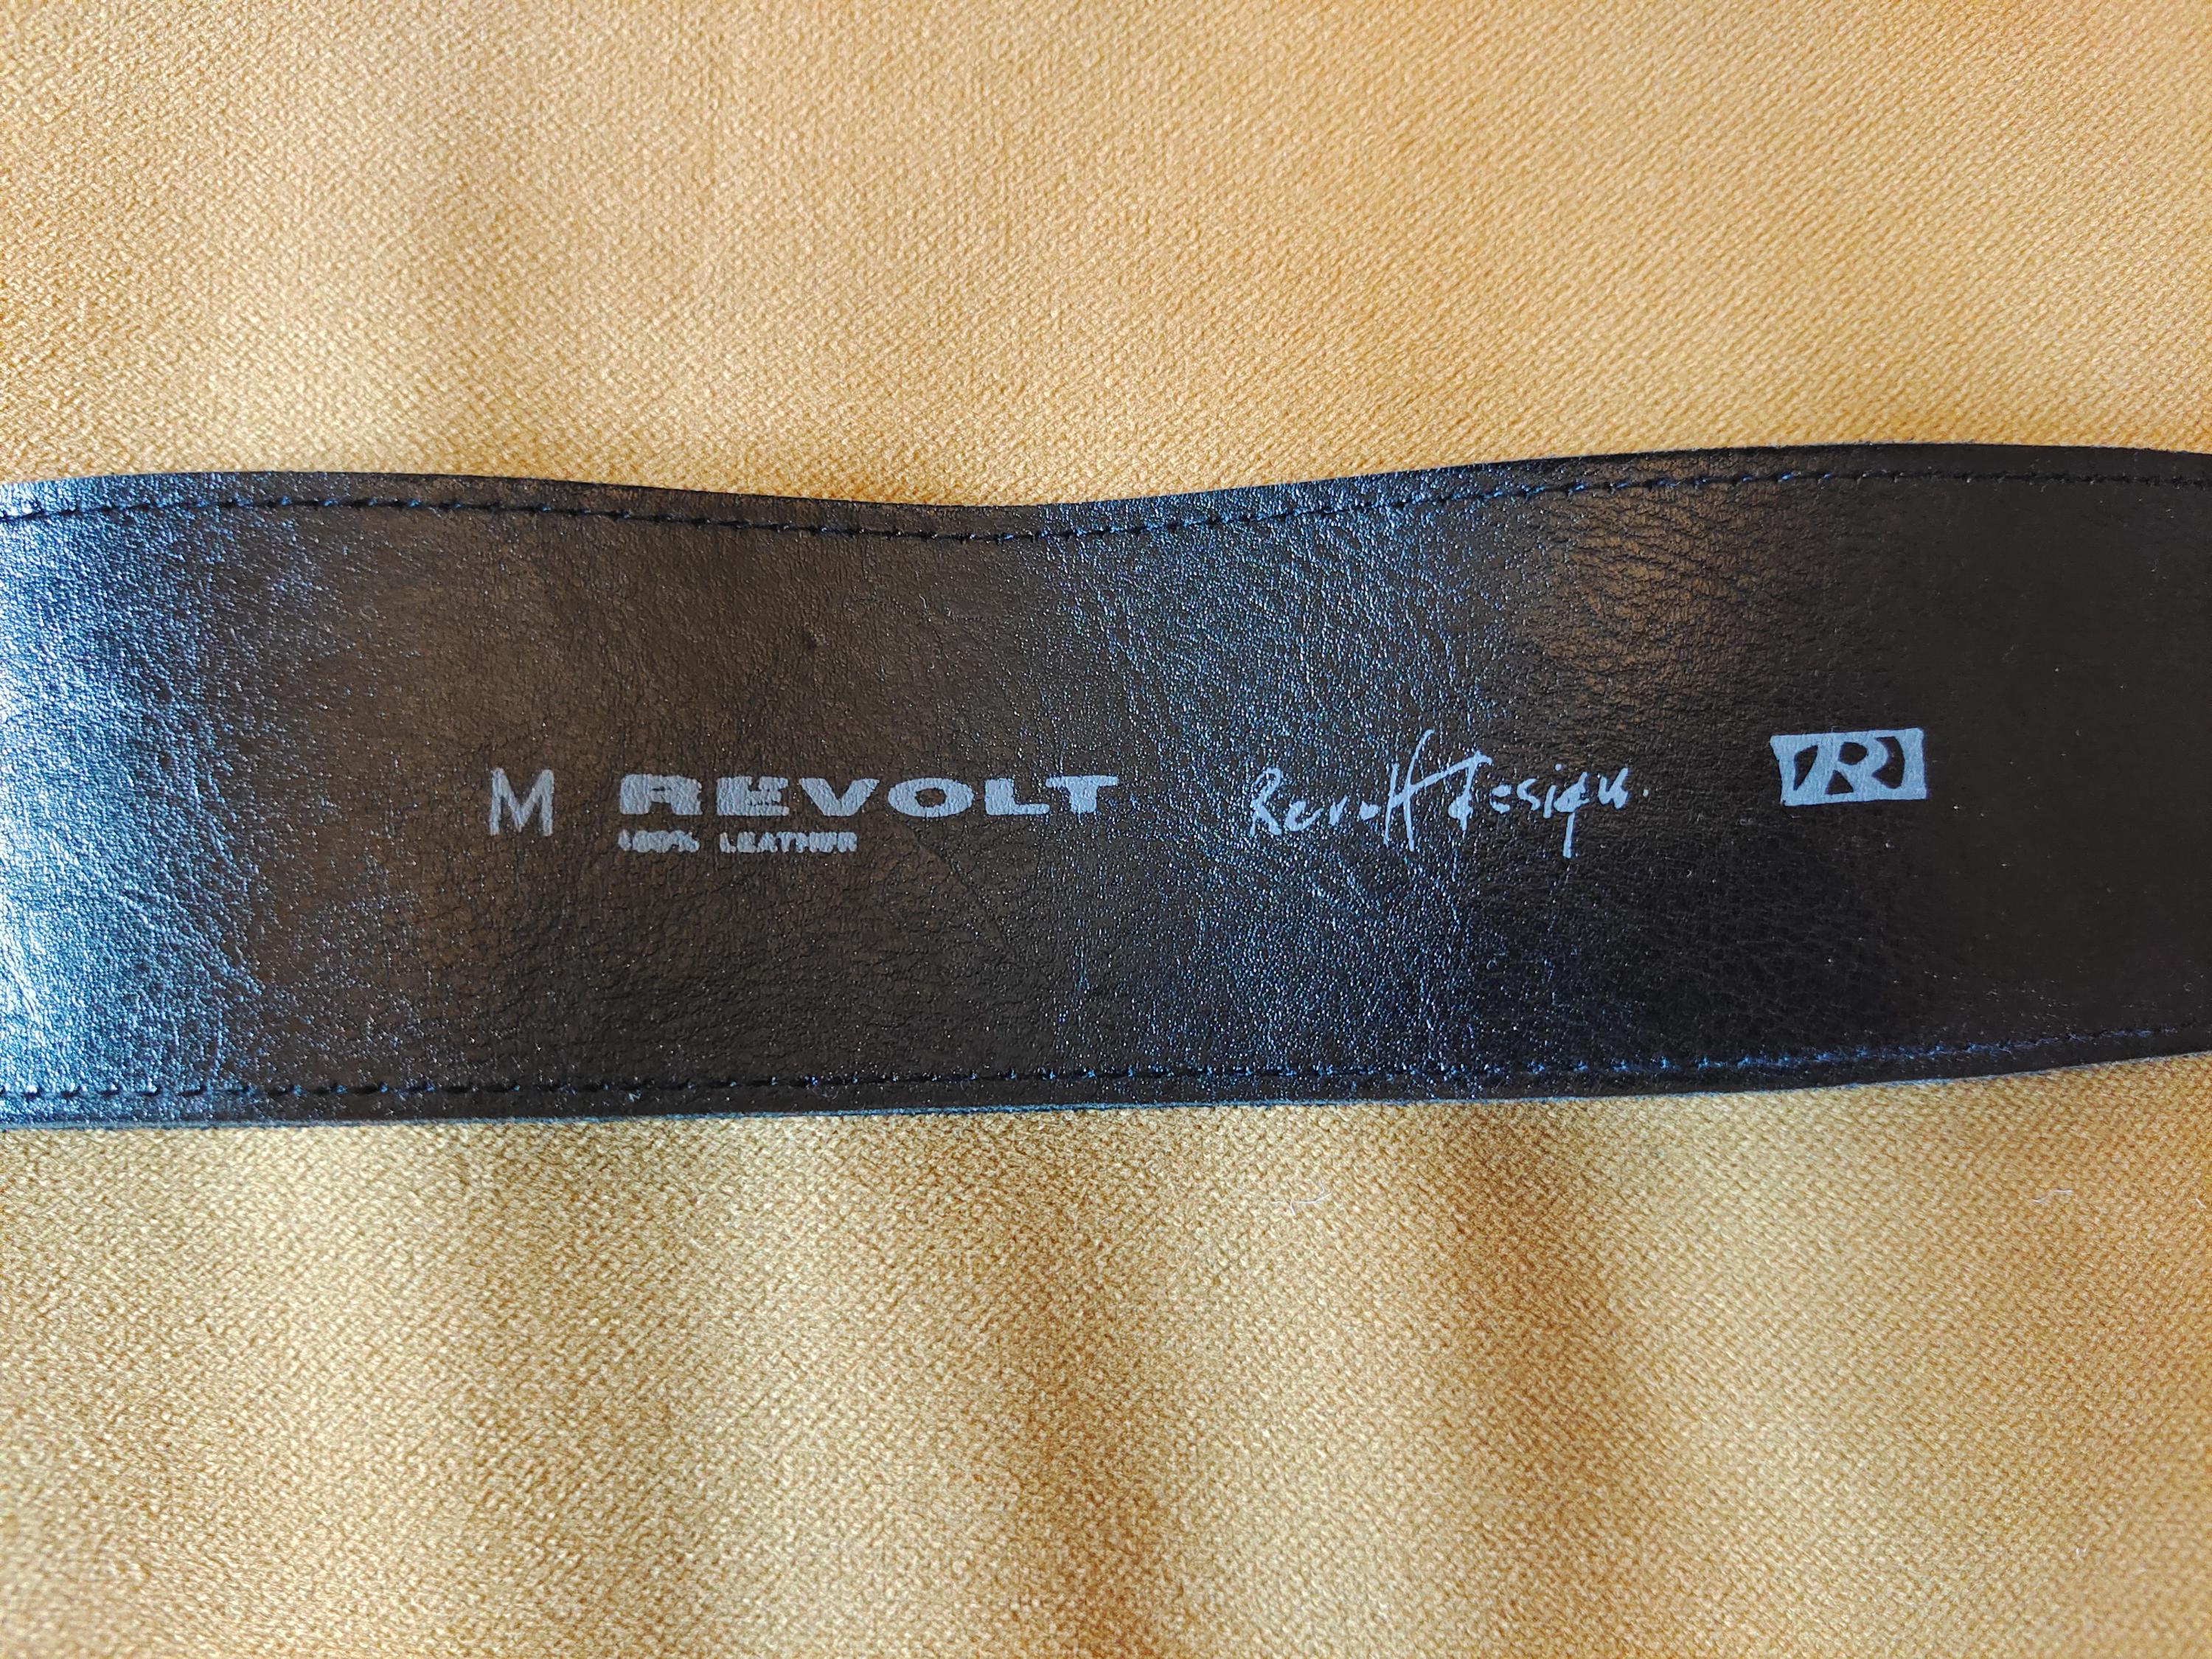 M REVOLT Revolt design. R
100% LEATHER